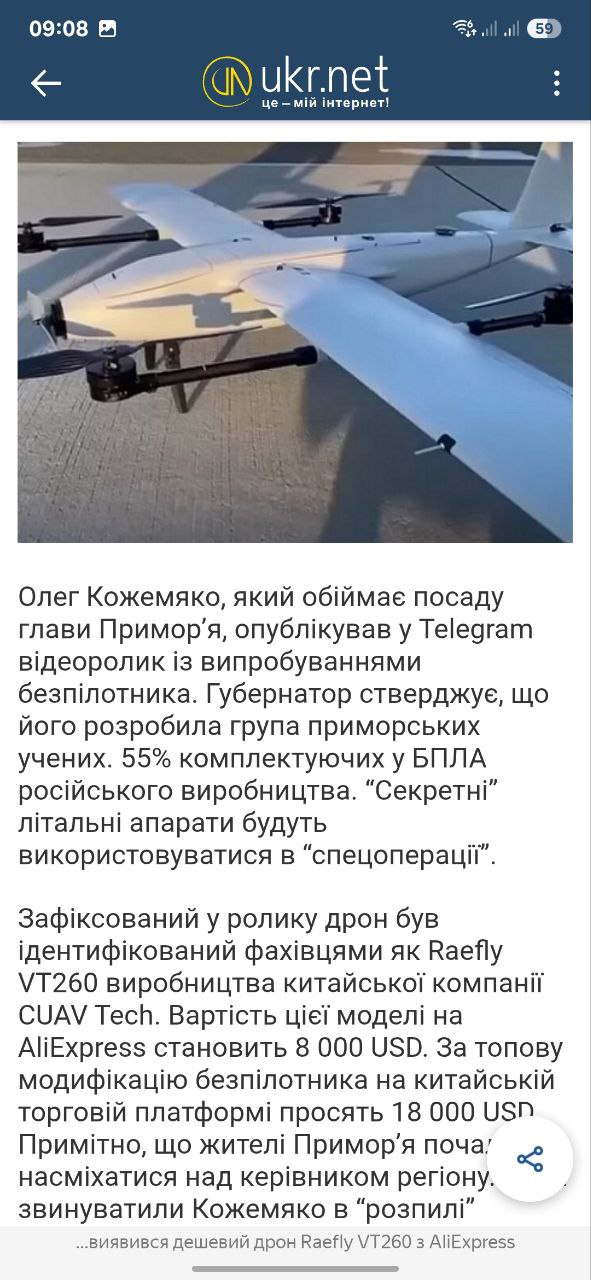 09:08
59
ukr.net
це – мій інтернет!
Олег Кожемяко, який обіймає посаду
глави Примор’я, опублікував у Telegram
відеоролик із випробуваннями
безпілотника. Губернатор стверджує, що
його розробила група приморських
учених. 55% комплектуючих у БПЛА
російського виробництва. “Секретні”
літальні апарати будуть
використовуватися в “спецоперації”.
Зафіксований у ролику дрон був
ідентифікований фахівцями як Raefly
VT260 виробництва китайської компанії
CUAV Tech. Вартість цієї моделі на
AliExpress становить 8 000 USD. За топову
модифікацію безпілотника на китайській
торговій платформі просять 18 000 USD.
Примітно, що жителі Примор’я
насміхатися над керівником регіону.
звинуватили Кожемяко в “розпилі”
...виявився дешевий дрон Raefly VT260 з AliExpress